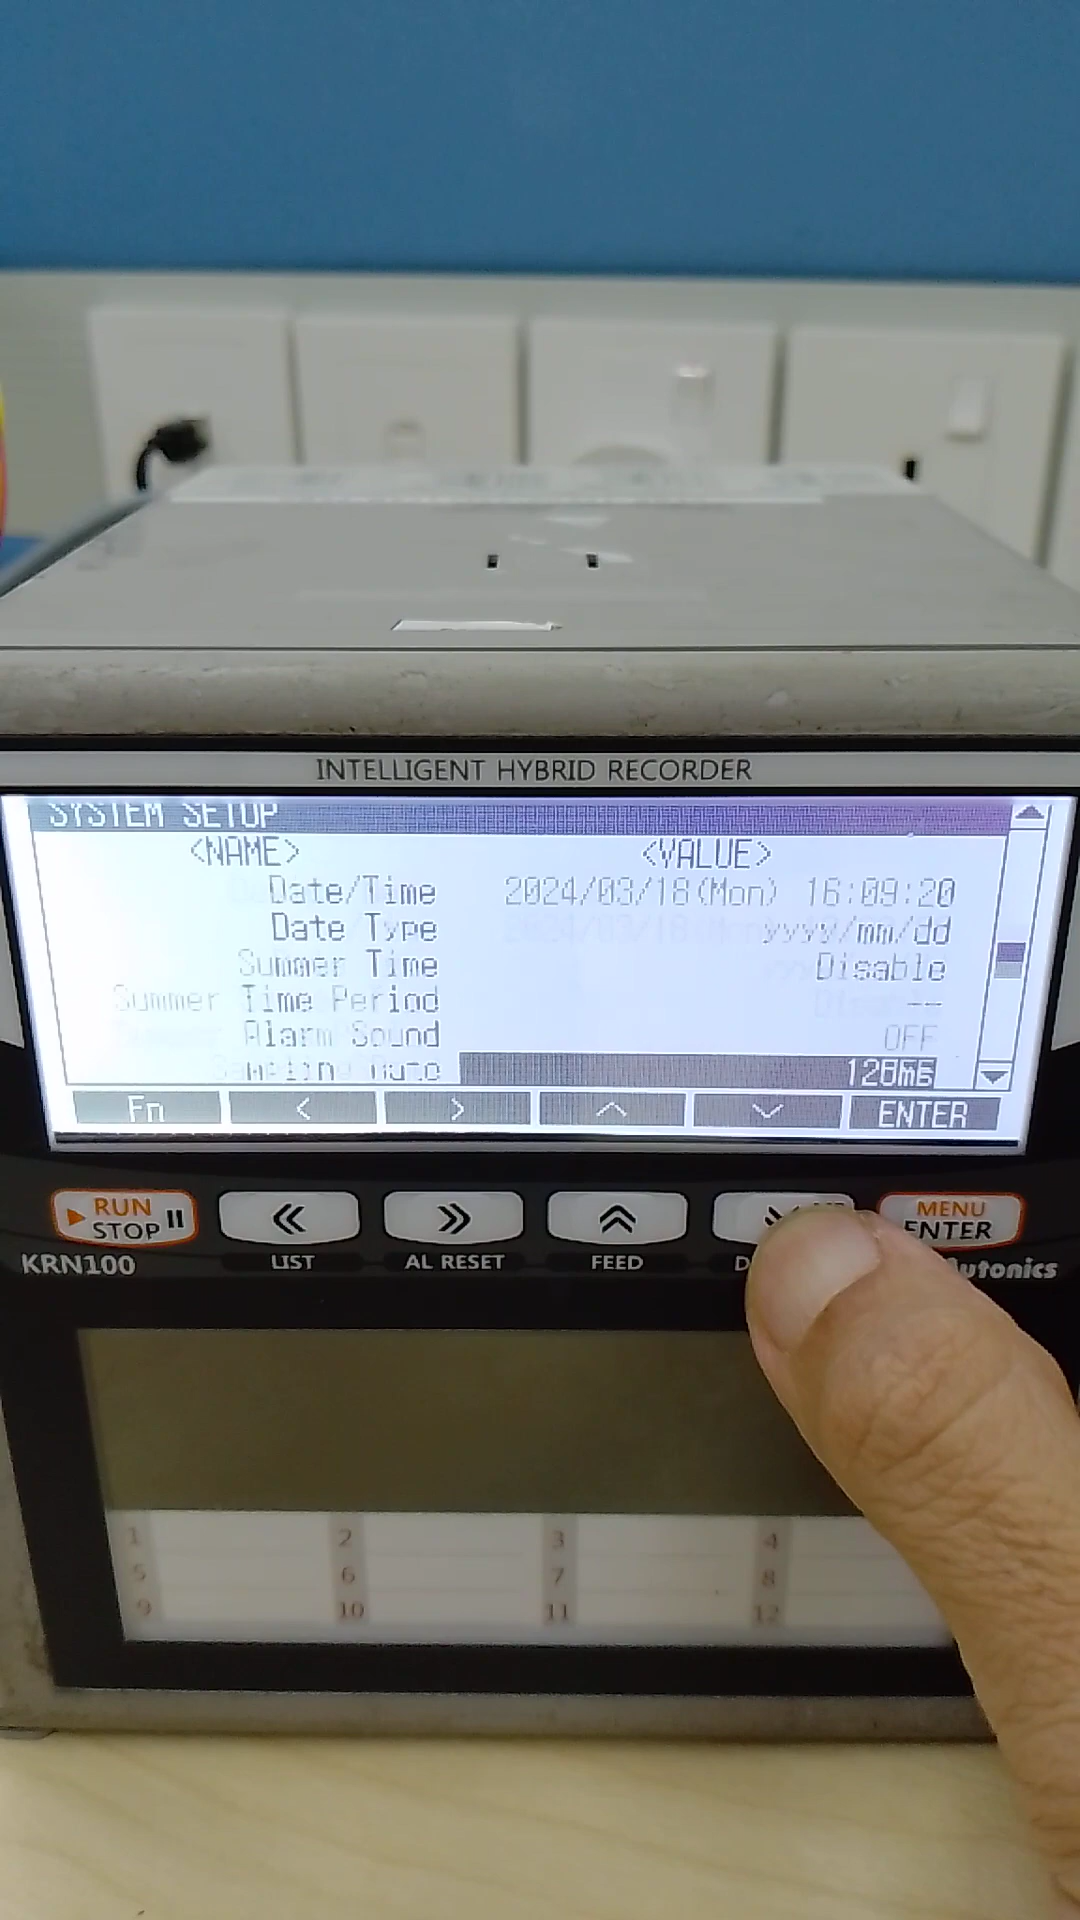 INTELLIGENT HYBRID RECORDER
SYSTEM SETUP
<NAME> <VALUE>
Date/Time 2024/03/18(Mon) 16:09:20
Date Type yyyy/mm/dd
Summer Time Disable
Summer Time Period --
Alarm Sound OFF
Fn < > ^ ENTER
RUN MENU
STOP ENTER
KRN100 LIST AL RESET FEED
1 2 3 4
5 6 7 8
9 10 11 12